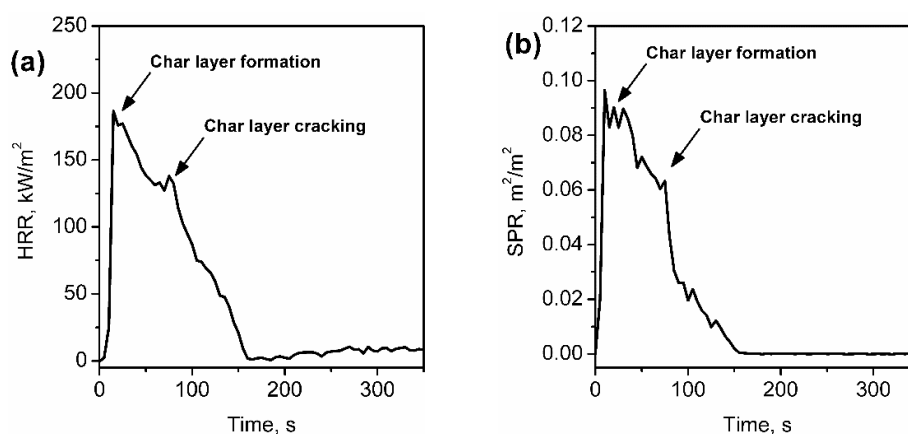 (a)
Char layer formation
Char layer cracking
HRR, kW/m²
250
200
150
100
50
0
0 100 200 300
Time, s
(b)
Char layer formation
Char layer cracking
SPR, m²/m²
0.12
0.10
0.08
0.06
0.04
0.02
0.00
0 100 200 300
Time, s